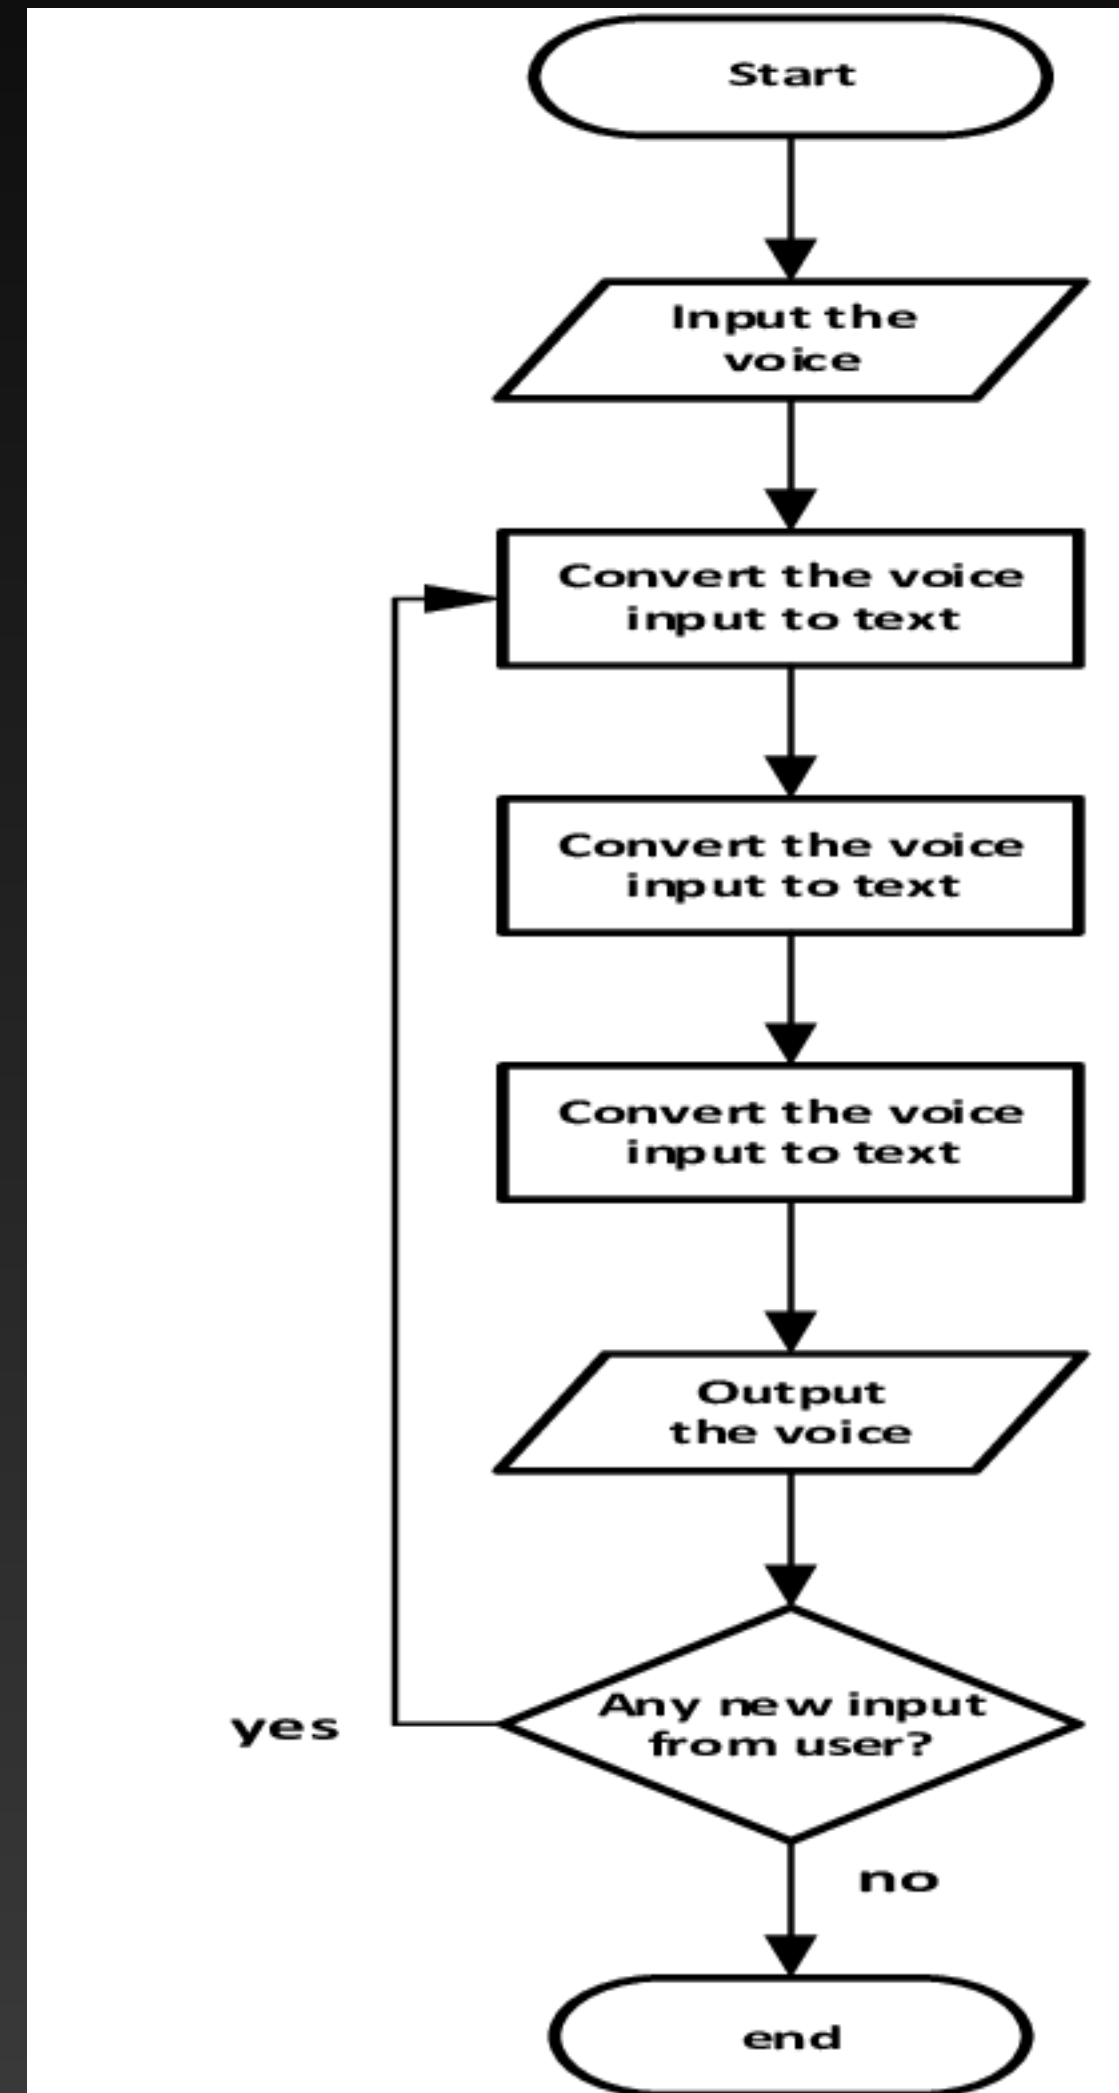 Start
Input the
voice
Convert the voice
input to text
Convert the voice
input to text
Convert the voice
input to text
Output
the voice
Any new input
from user?
yes
no
end